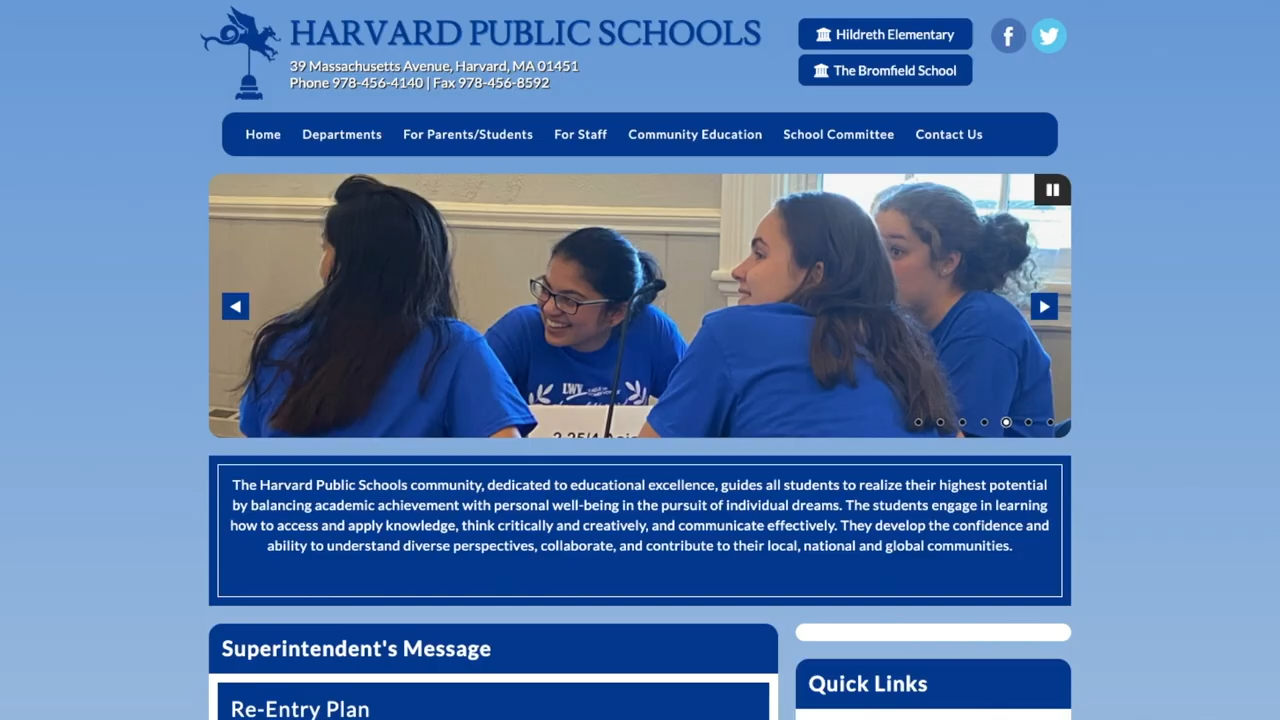 HARVARD PUBLIC SCHOOLS
39 Massachusetts Avenue, Harvard, MA 01451
Phone 978-456-4140 | Fax 978-456-8592
Hildreth Elementary
The Bromfield School
Home Departments For Parents/Students For Staff Community Education School Committee Contact Us
LWV
The Harvard Public Schools community, dedicated to educational excellence, guides all students to realize their highest potential
by balancing academic achievement with personal well-being in the pursuit of individual dreams. The students engage in learning
how to access and apply knowledge, think critically and creatively, and communicate effectively. They develop the confidence and
ability to understand diverse perspectives, collaborate, and contribute to their local, national and global communities.
Superintendent's Message
Re-Entry Plan
Quick Links